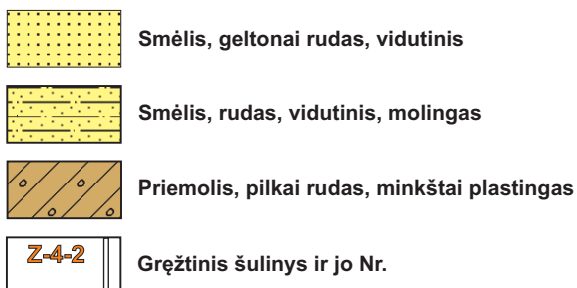 Smėlis, geltonai rudas, vidutinis
Smėlis, rudas, vidutinis, molingas
Priemolis, pilkai rudas, minkštai plastingas
Z-4-2 Gręžtinis šulinys ir jo Nr.